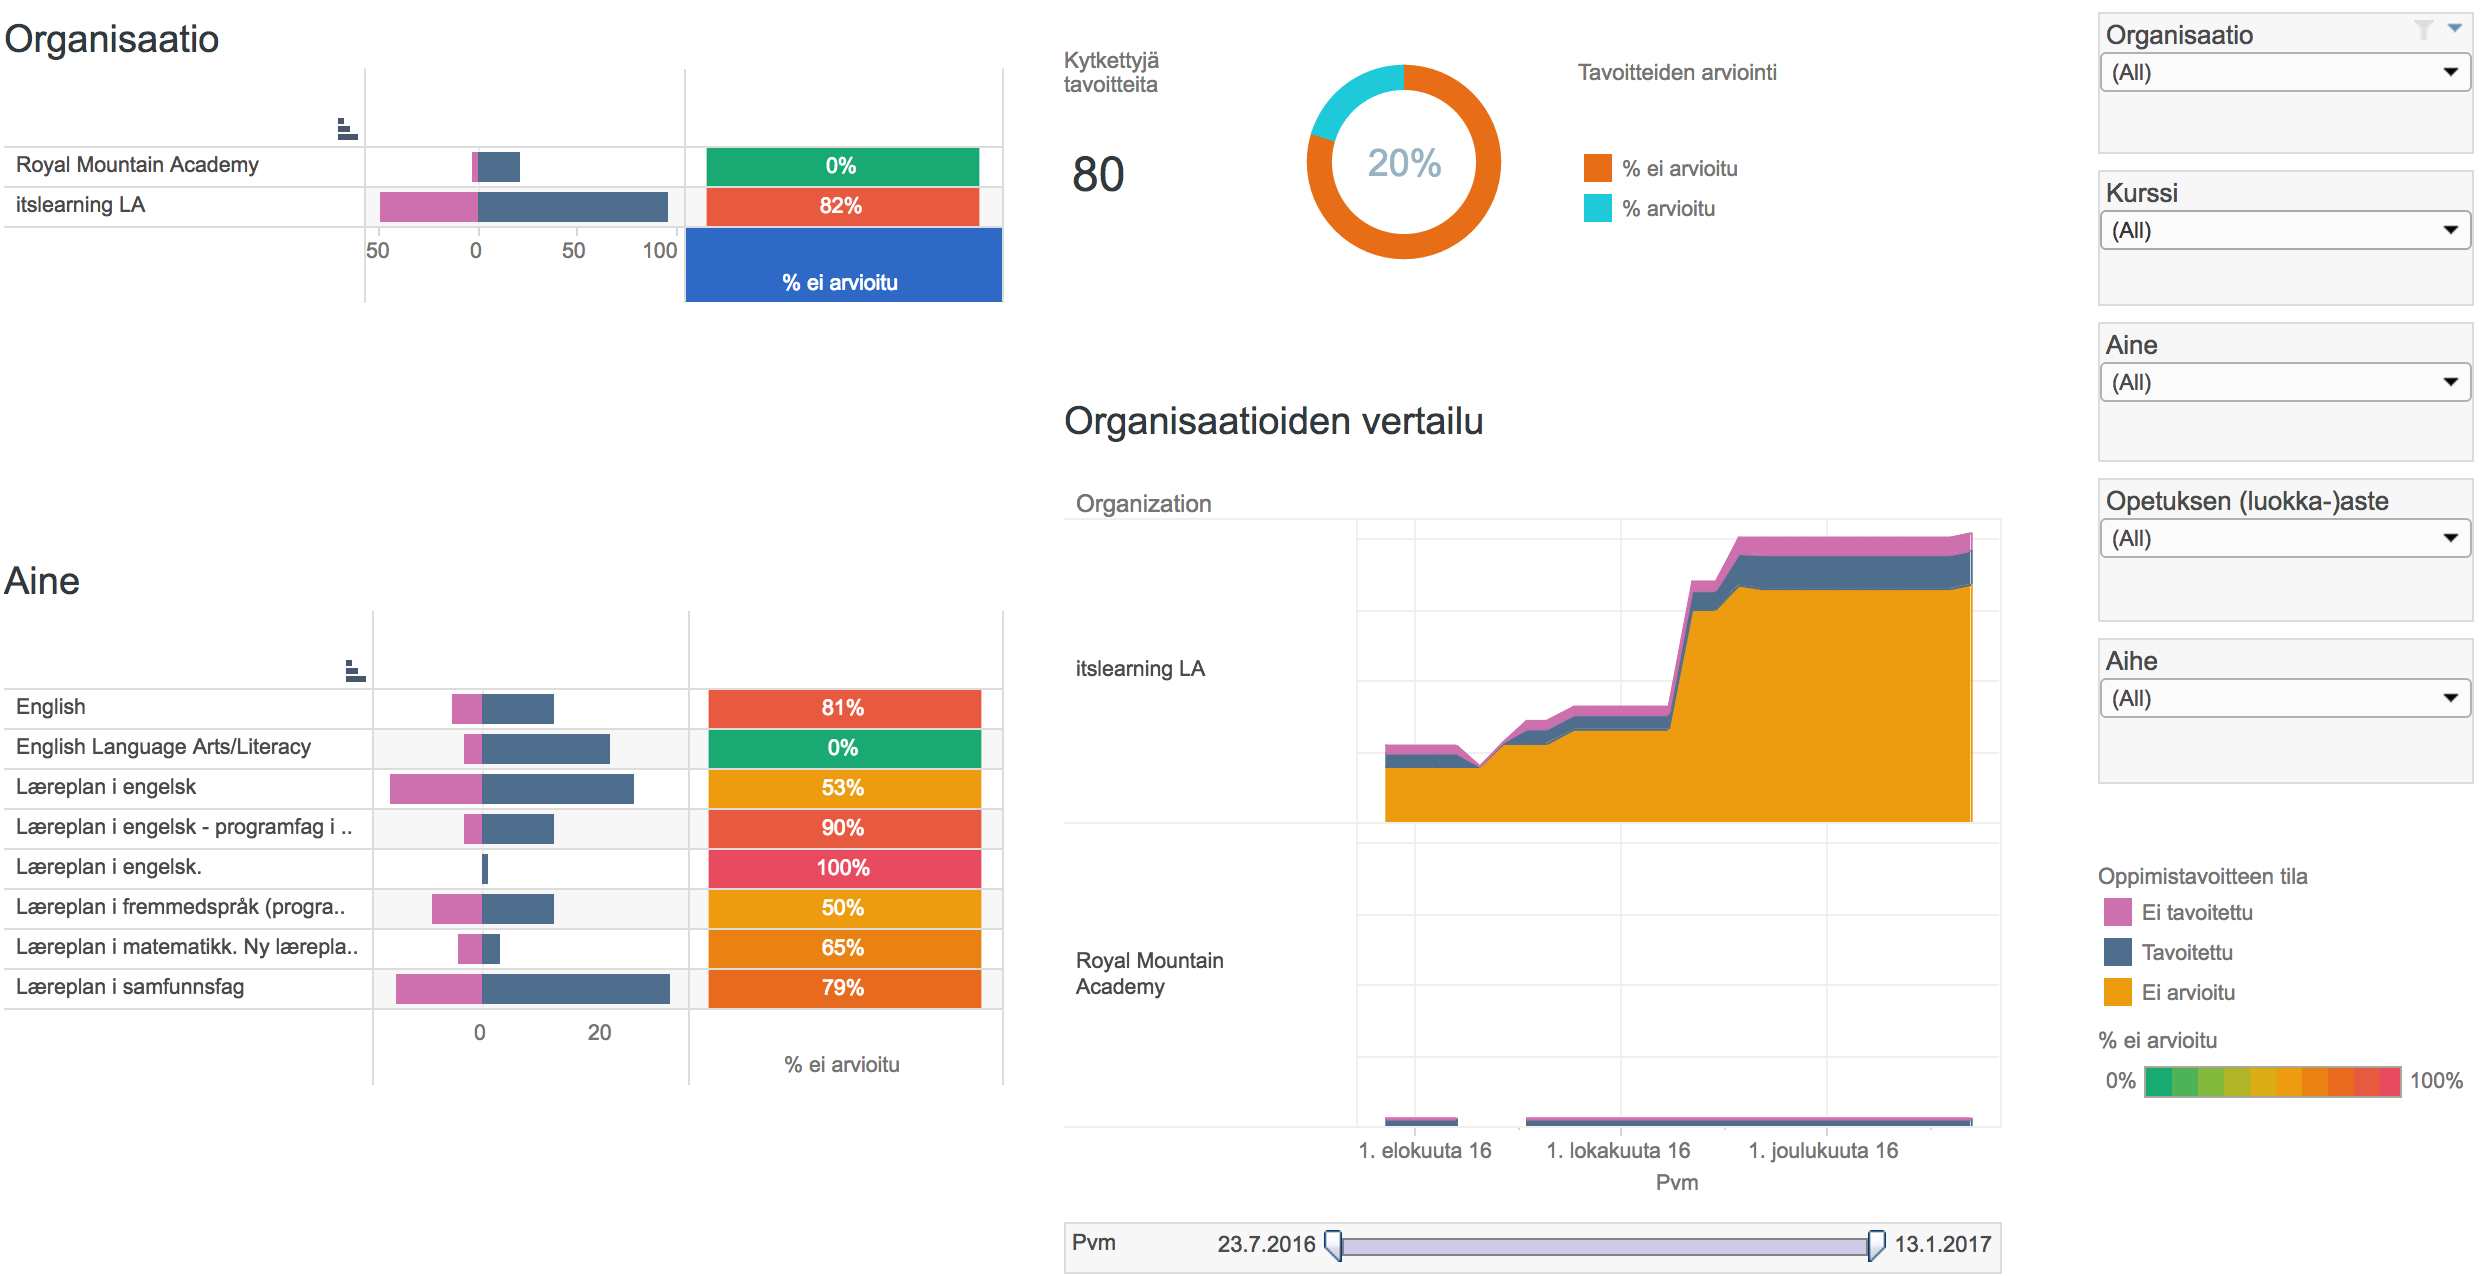 Organisaatio
Royal Mountain Academy
0%
itslearning LA
82%
50
0
50
100
% ei arvioitu
Aine
English
81%
English Language Arts/Literacy
0%
Læreplan i engelsk
53%
Læreplan i engelsk - programfag i ..
90%
Læreplan i engelsk.
100%
Læreplan i fremmedspråk (progra..
50%
Læreplan i matematikk. Ny lærepla..
65%
Læreplan i samfunnsfag
79%
0
20
% ei arvioitu
Kytkettyjä
tavoitteita
80
20%
Tavoitteiden arviointi
% ei arvioitu
% arvioitu
Organisaatioiden vertailu
Organization
itslearning LA
Royal Mountain
Academy
1. elokuuta 16
1. lokakuuta 16
1. joulukuuta 16
Pvm
Pvm
23.7.2016
13.1.2017
Organisaatio
(All)
Kurssi
(All)
Aine
(All)
Opetuksen (luokka-)aste
(All)
Aihe
(All)
Oppimistavoitteen tila
Ei tavoitettu
Tavoitettu
Ei arvioitu
% ei arvioitu
0%
100%